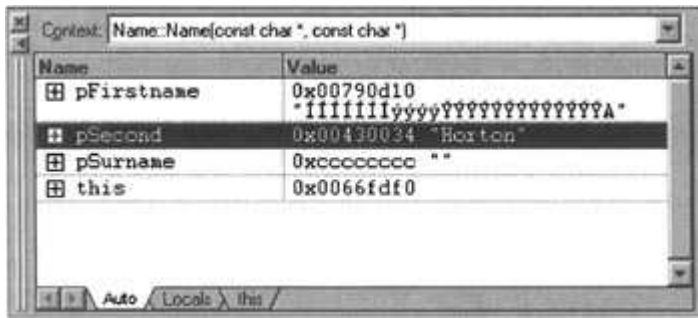 Context: Name::Name(const char *, const char *)
Name Value
pFirstname 0x00790d10
"ÍÍÍÍÍÍÍýýýýÝÝÝÝÝÝÝÝÝÝÝÝÝA"
pSecond 0x00430034 "Horton"
pSurname 0xcccccccc ""
this 0x0066fdf0
Auto Locals this